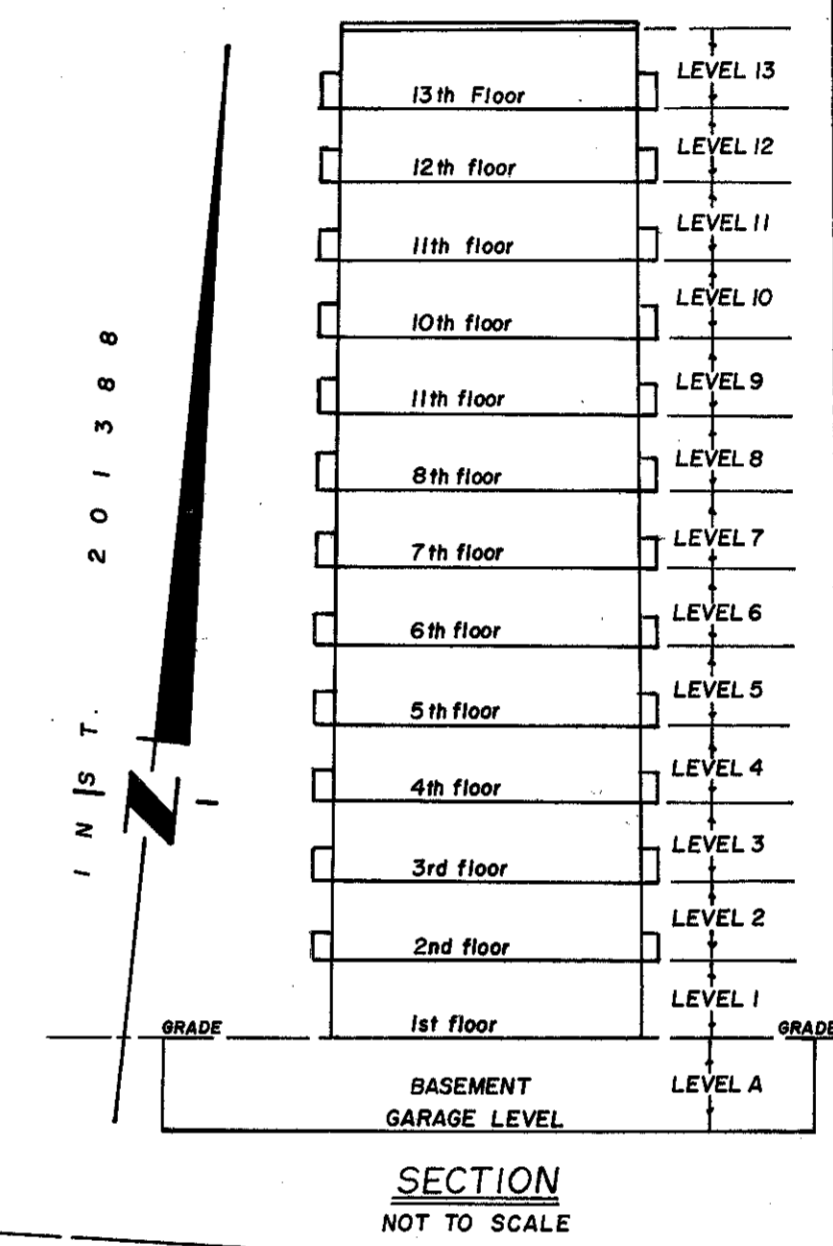 13th Floor LEVEL 13
12th floor LEVEL 12
11th floor LEVEL 11
10th floor LEVEL 10
11th floor LEVEL 9
8th floor LEVEL 8
7th floor LEVEL 7
6th floor LEVEL 6
5th floor LEVEL 5
4th floor LEVEL 4
3rd floor LEVEL 3
2nd floor LEVEL 2
1st floor LEVEL 1
GRADE GRADE
BASEMENT LEVEL A
GARAGE LEVEL
SECTION
NOT TO SCALE
INST. 201388
N